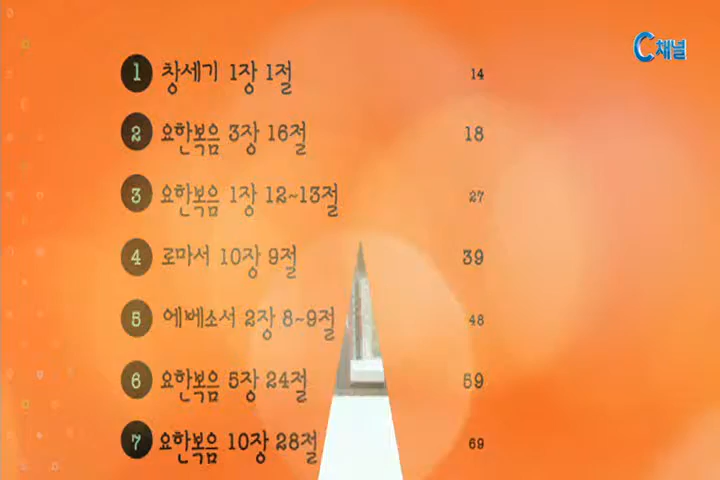 C채널
1 창세기 1장 1절 14
2 요한복음 3장 16절 18
3 요한복음 1장 12~13절 27
4 로마서 10장 9절 39
5 에베소서 2장 8~9절 48
6 요한복음 5장 24절 59
7 요한복음 10장 28절 69